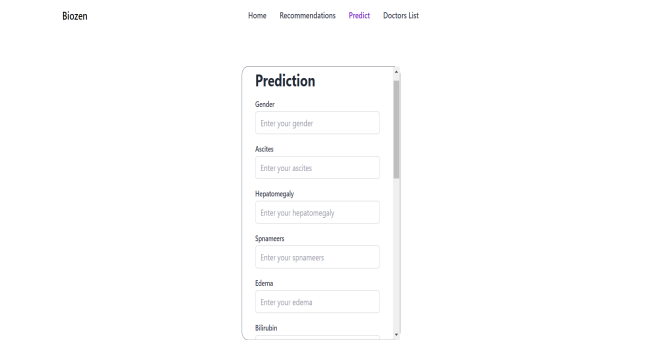 Biozen
Home Recommendations Predict Doctors List
Prediction
Gender
Enter your gender
Ascites
Enter your ascites
Hepatomegaly
Enter your hepatomegaly
Spnameers
Enter your spnameers
Edema
Enter your edema
Bilirubin